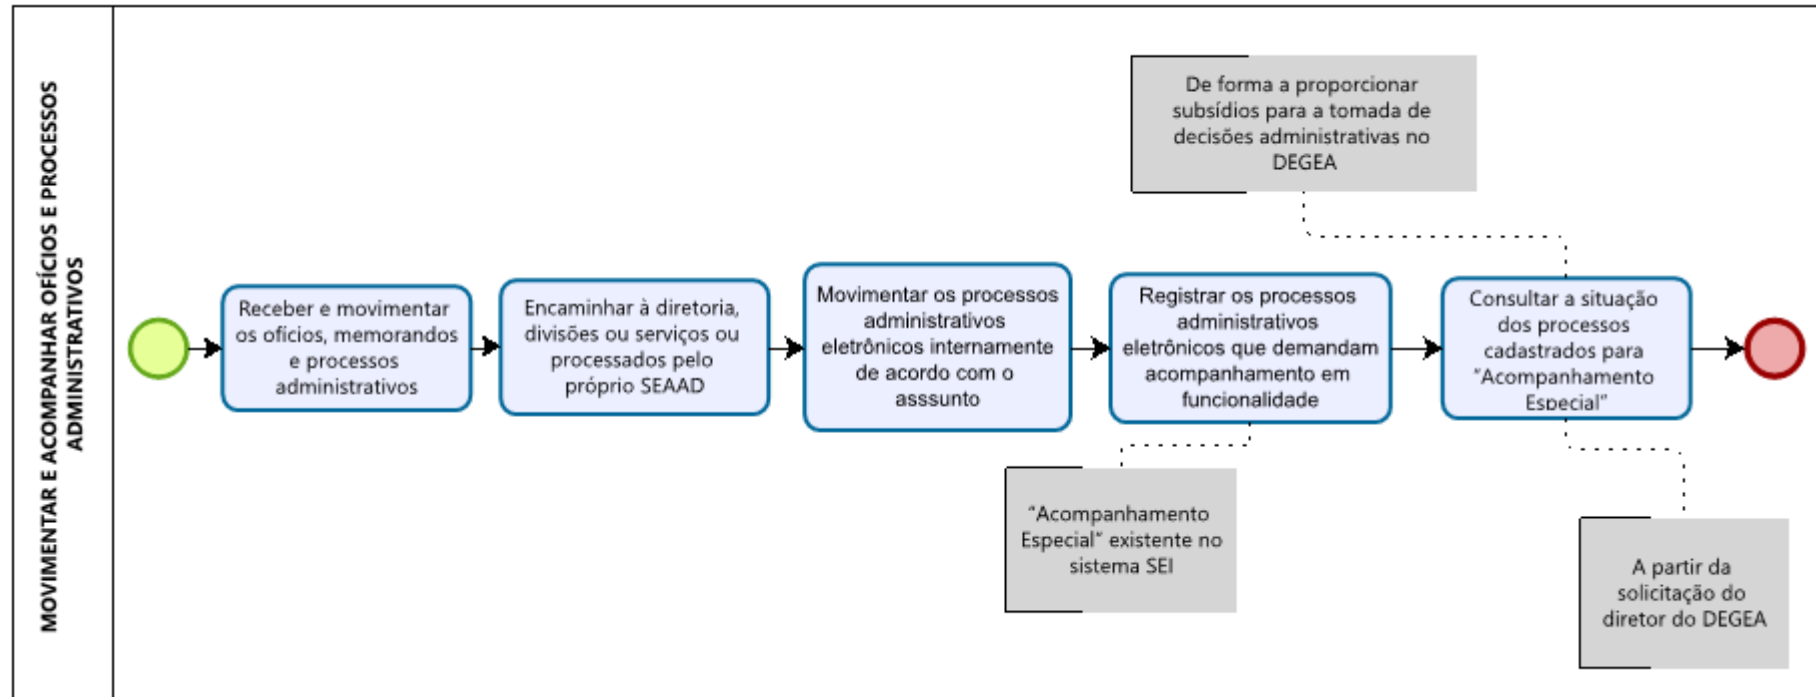 MOVIMENTAR E ACOMPANHAR OFÍCIOS E PROCESSOS
ADMINISTRATIVOS
Receber e movimentar
os ofícios, memorandos
e processos
administrativos
Encaminhar à diretoria,
divisões ou serviços ou
processados pelo
próprio SEAAD
Movimentar os processos
administrativos
eletrônicos internamente
de acordo com o
asssunto
Registrar os processos
administrativos
eletrônicos que demandam
acompanhamento em
funcionalidade
"Acompanhamento
Especial" existente no
sistema SEI
Consultar a situação
dos processos
cadastrados para
"Acompanhamento
Especial"
De forma a proporcionar
subsídios para a tomada de
decisões administrativas no
DEGEA
A partir da
solicitação do
diretor do DEGEA